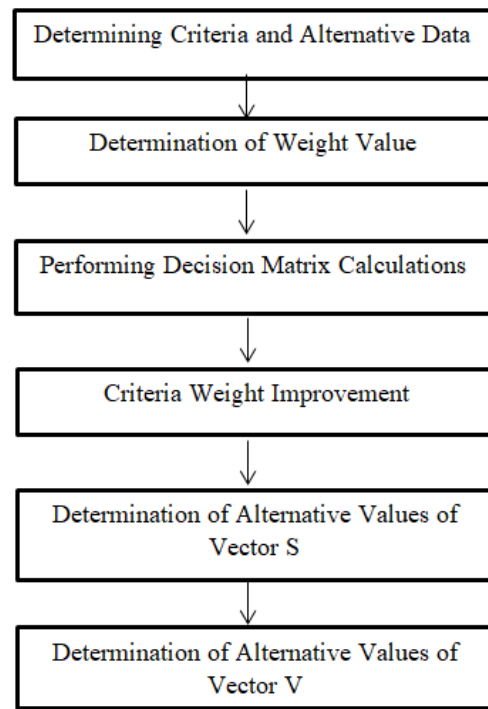 Determining Criteria and Alternative Data
Determination of Weight Value
Performing Decision Matrix Calculations
Criteria Weight Improvement
Determination of Alternative Values of
Vector S
Determination of Alternative Values of
Vector V